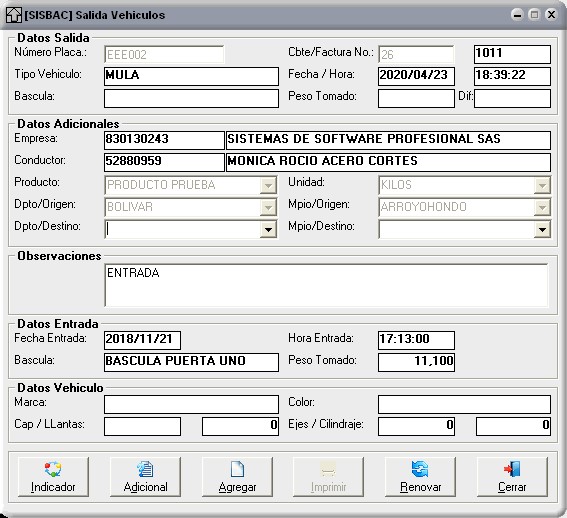 [SISBAC] Salida Vehiculos
Datos Salida
Número Placa.: EEE002 Cbte/Factura No.: 26 1011
Tipo Vehiculo: MULA Fecha / Hora: 2020/04/23 18:39:22
Bascula: Peso Tomado: Dif:
Datos Adicionales
Empresa: 830130243 SISTEMAS DE SOFTWARE PROFESIONAL SAS
Conductor: 52880959 MONICA ROCIO ACERO CORTES
Producto: PRODUCTO PRUEBA Unidad: KILOS
Dpto/Origen: BOLIVAR Mpio/Origen: ARROYOHONDO
Dpto/Destino: Mpio/Destino:
Observaciones
ENTRADA
Datos Entrada
Fecha Entrada: 2018/11/21 Hora Entrada: 17:13:00
Bascula: BASCULA PUERTA UNO Peso Tomado: 11,100
Datos Vehiculo
Marca: Color:
Cap / LLantas: 0 Ejes / Cilindraje: 0 0
Indicador Adicional Agregar Imprimir Renovar Cerrar